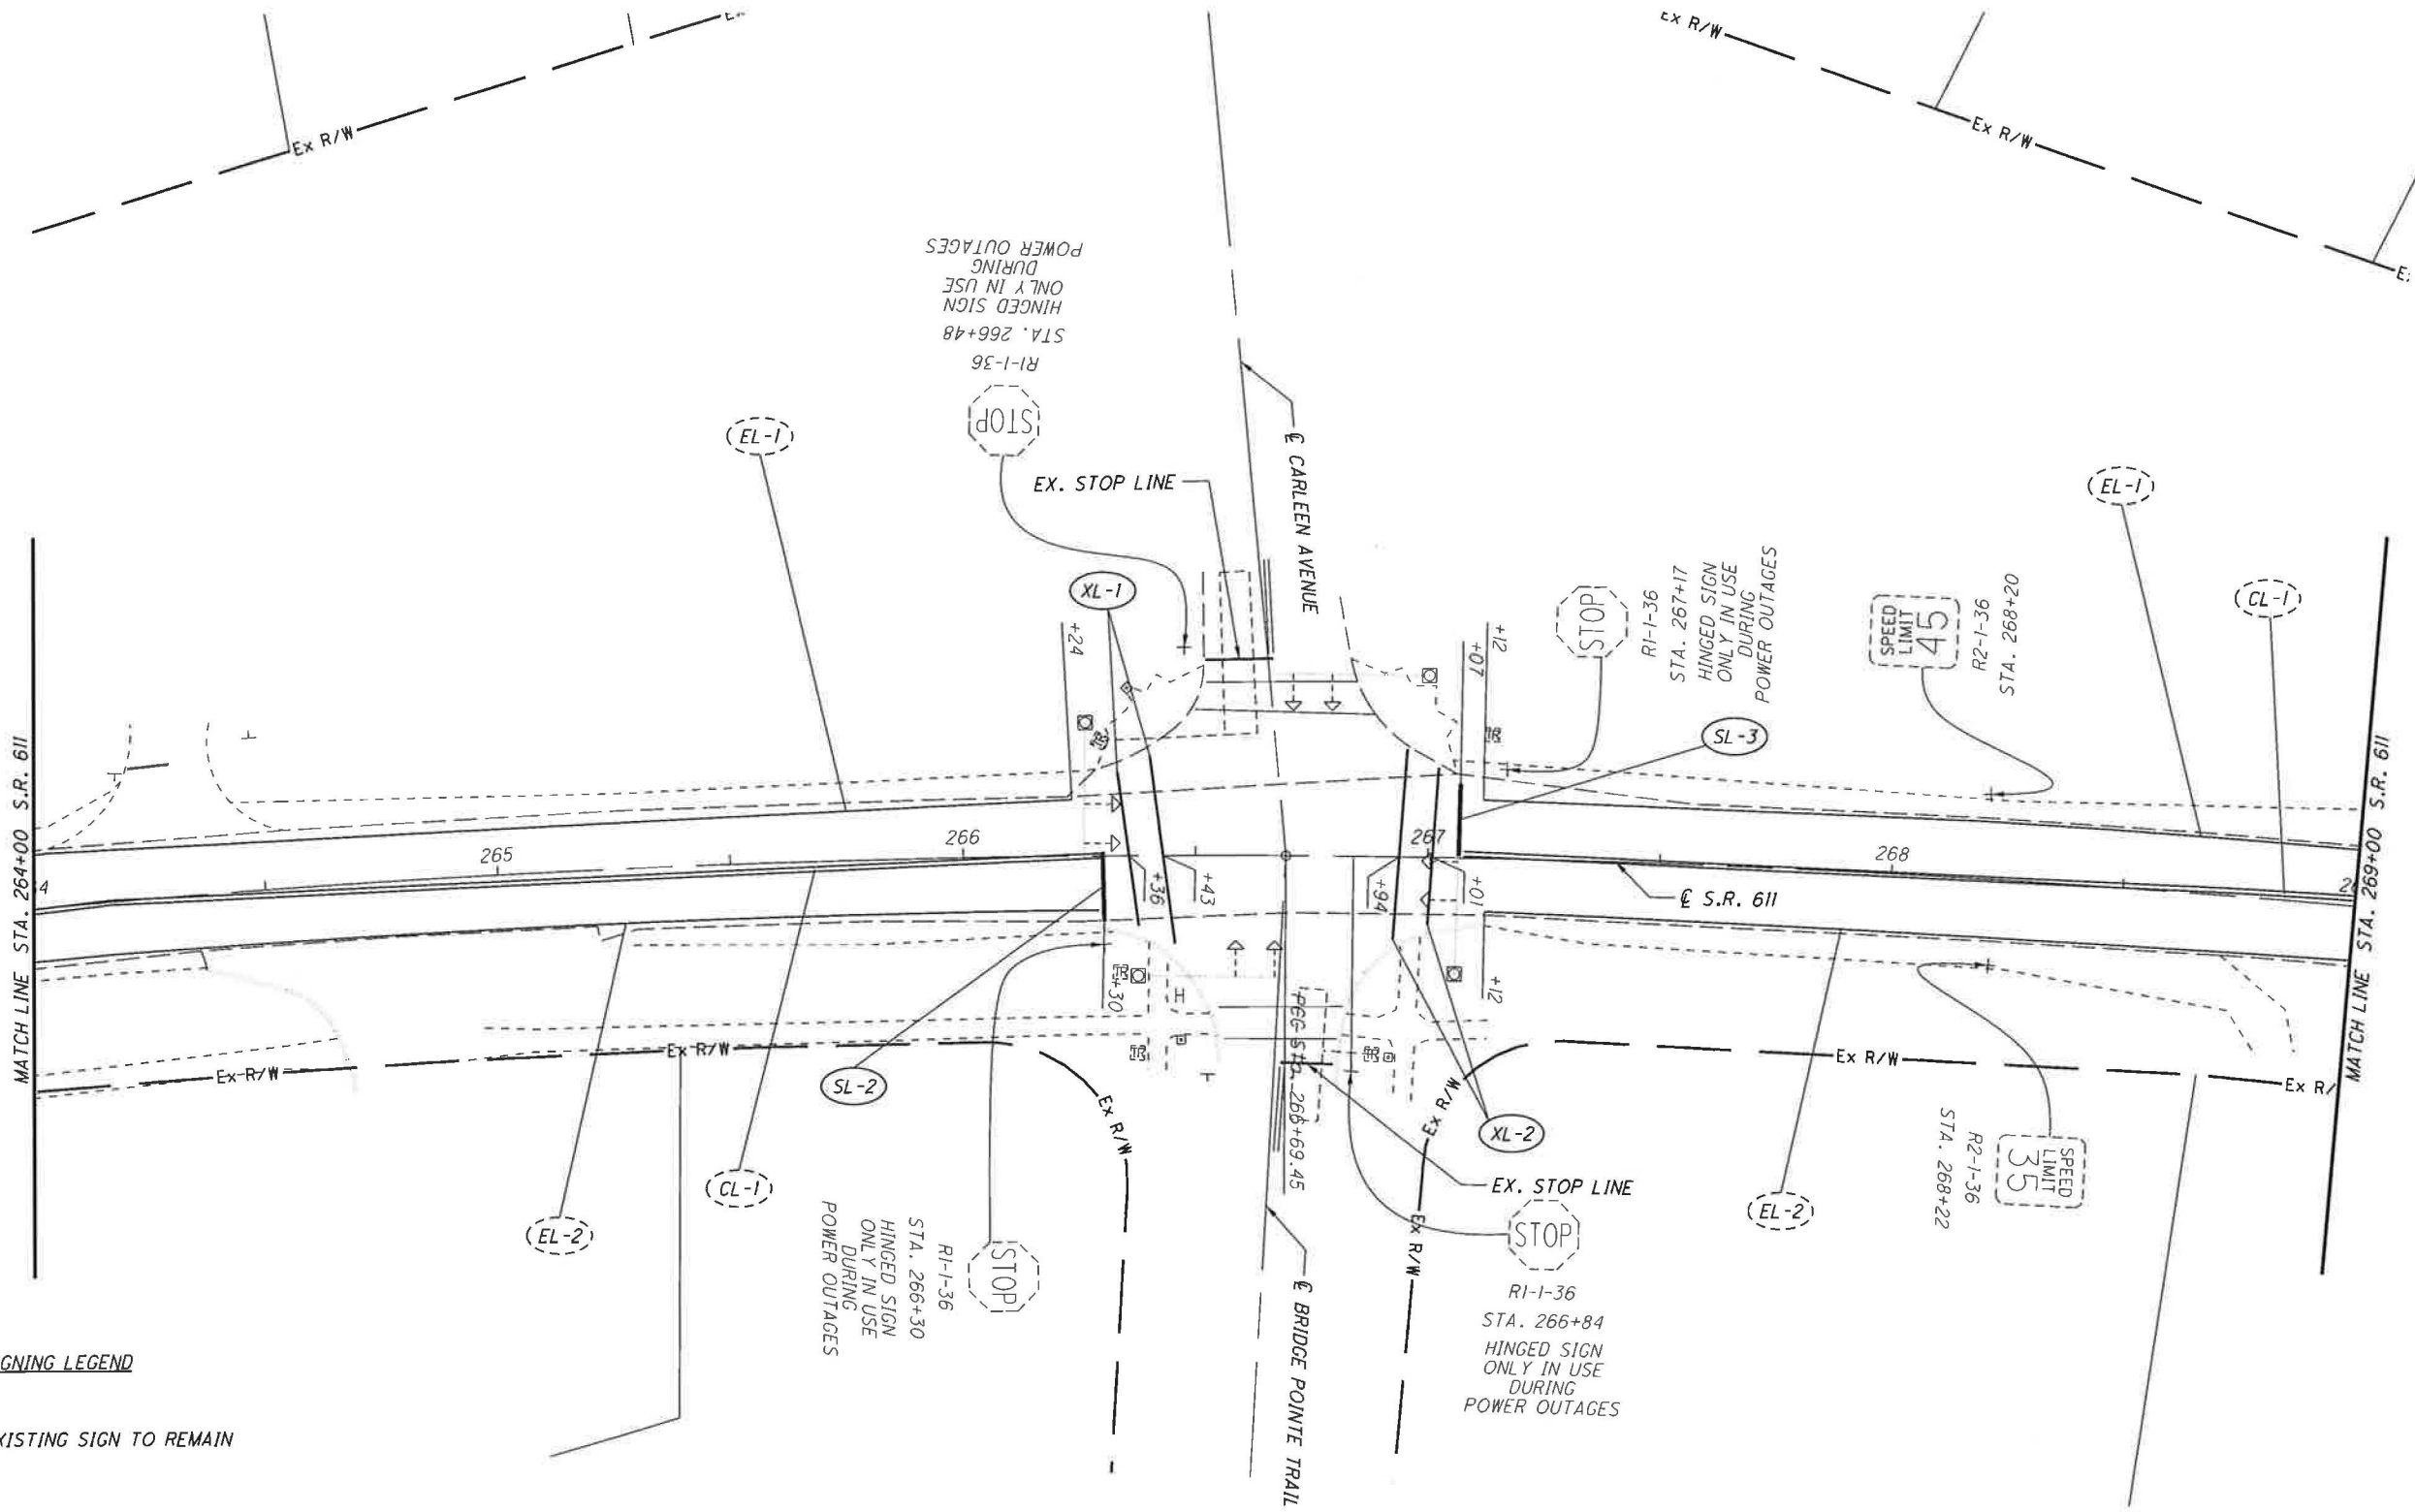 Ex R/W
Ex R/W
Ex R/W
R1-1-36
STA. 266+48
HINGED SIGN
ONLY IN USE
DURING
POWER OUTAGES
STOP
EL-1
EX. STOP LINE
℄ CARLEEN AVENUE
XL-1
+24
STOP
R1-1-36
STA. 267+17
HINGED SIGN
ONLY IN USE
DURING
POWER OUTAGES
+12
+07
SL-3
SPEED
LIMIT
45
R2-1-36
STA. 268+20
EL-1
CL-1
MATCH LINE STA. 264+00 S.R. 611
4
265
266
267
268
2
+36
+43
+94
+01
℄ S.R. 611
MATCH LINE STA. 269+00 S.R. 611
+30
+12
H
PEG STA. 266+69.45
Ex R/W
Ex R/W
Ex R/W
Ex R/W
Ex R/W
Ex R/W
Ex R/
SL-2
CL-1
EL-2
XL-2
EX. STOP LINE
EL-2
STOP
R1-1-36
STA. 266+30
HINGED SIGN
ONLY IN USE
DURING
POWER OUTAGES
STOP
R1-1-36
STA. 266+84
HINGED SIGN
ONLY IN USE
DURING
POWER OUTAGES
SPEED
LIMIT
35
R2-1-36
STA. 268+22
℄ BRIDGE POINTE TRAIL
GNING LEGEND
XISTING SIGN TO REMAIN